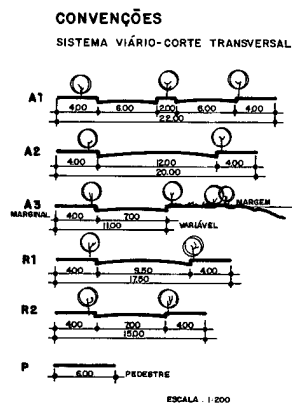 CONVENÇÕES
SISTEMA VIÁRIO-CORTE TRANSVERSAL
A1
4.00 6.00 2.00 6.00 4.00
22.00
A2
4.00 12.00 4.00
20.00
A3
MARGINAL
MARGEM
4.00 7.00
11.00 VARIÁVEL
R1
4.00 9.50 4.00
17.50
R2
4.00 7.00 4.00
15.00
P
6.00 PEDESTRE
ESCALA . 1:200